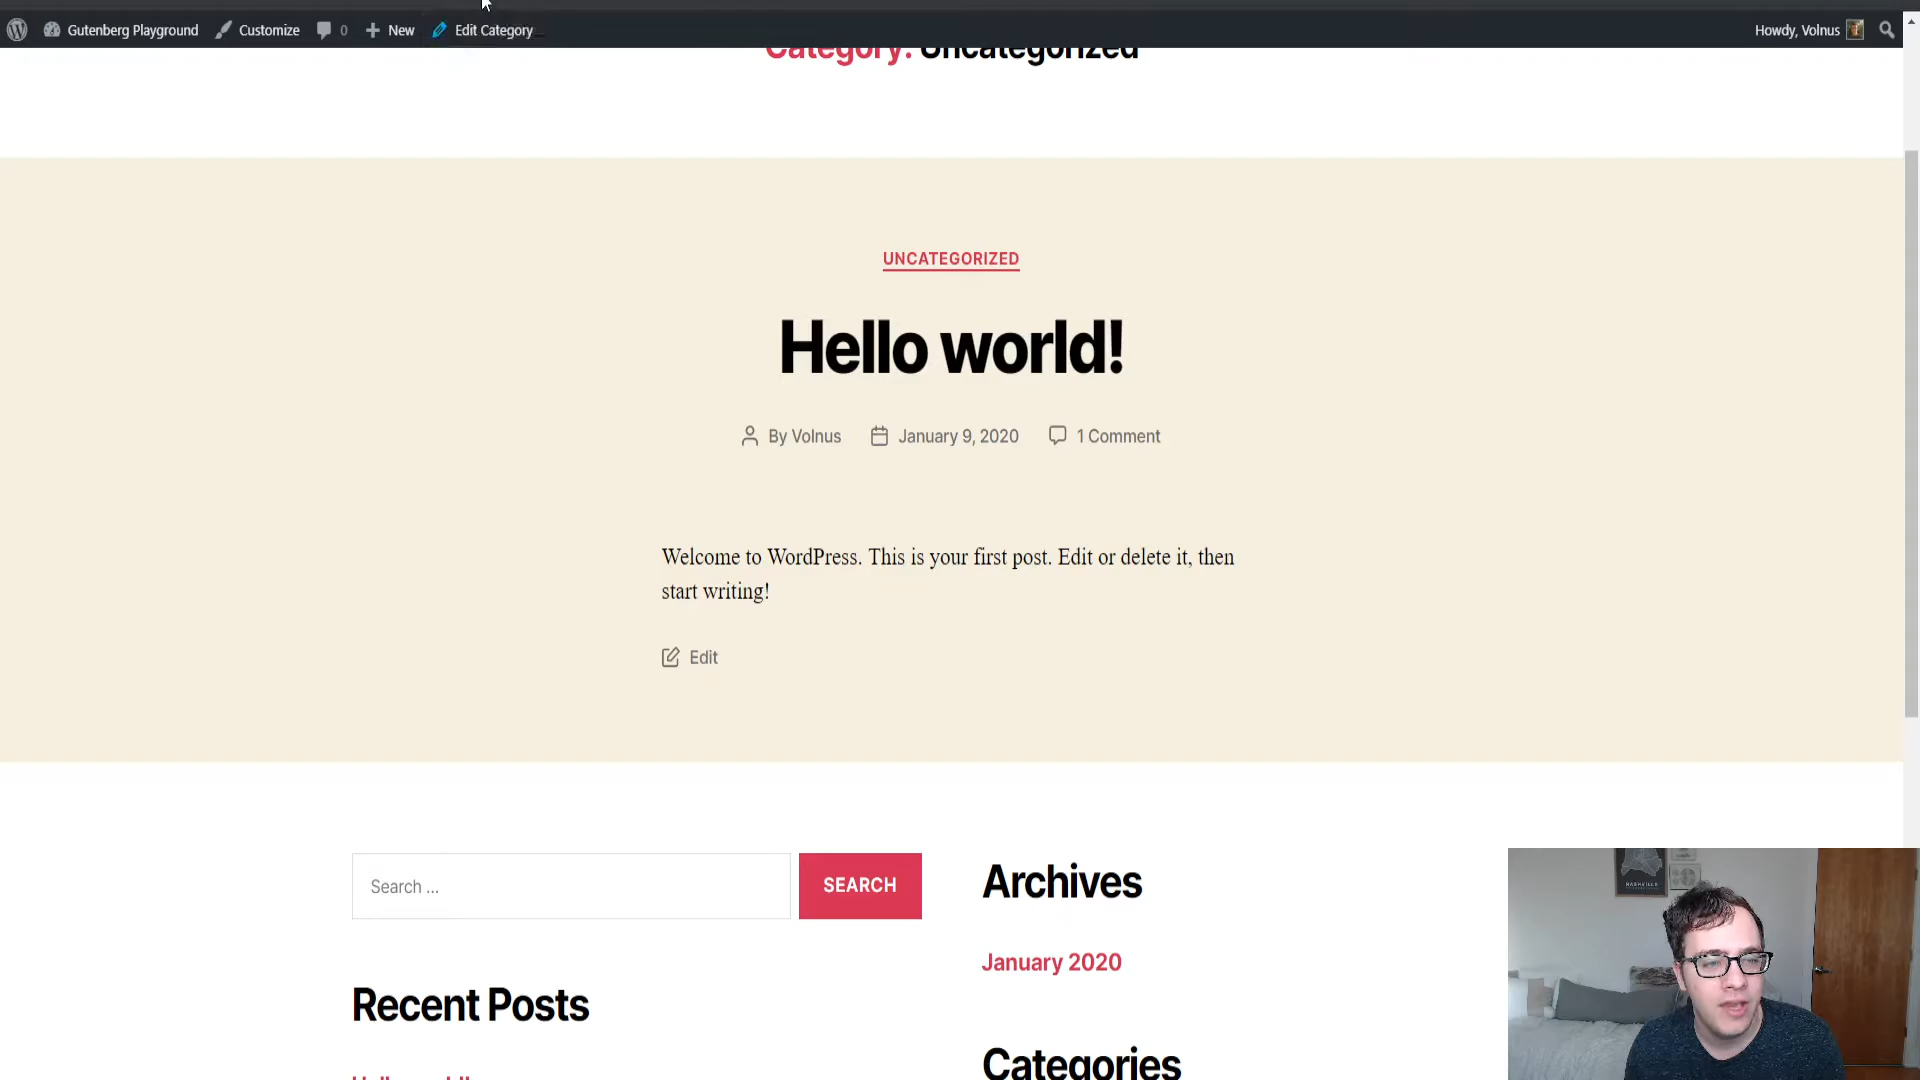 Gutenberg Playground Customize 0 New Edit Category Howdy, Volnus
Category: Uncategorized
UNCATEGORIZED
Hello world!
By Volnus January 9, 2020 1 Comment
Welcome to WordPress. This is your first post. Edit or delete it, then
start writing!
Edit
Search …
SEARCH
Archives
January 2020
Recent Posts
Categories
NASHVILLE